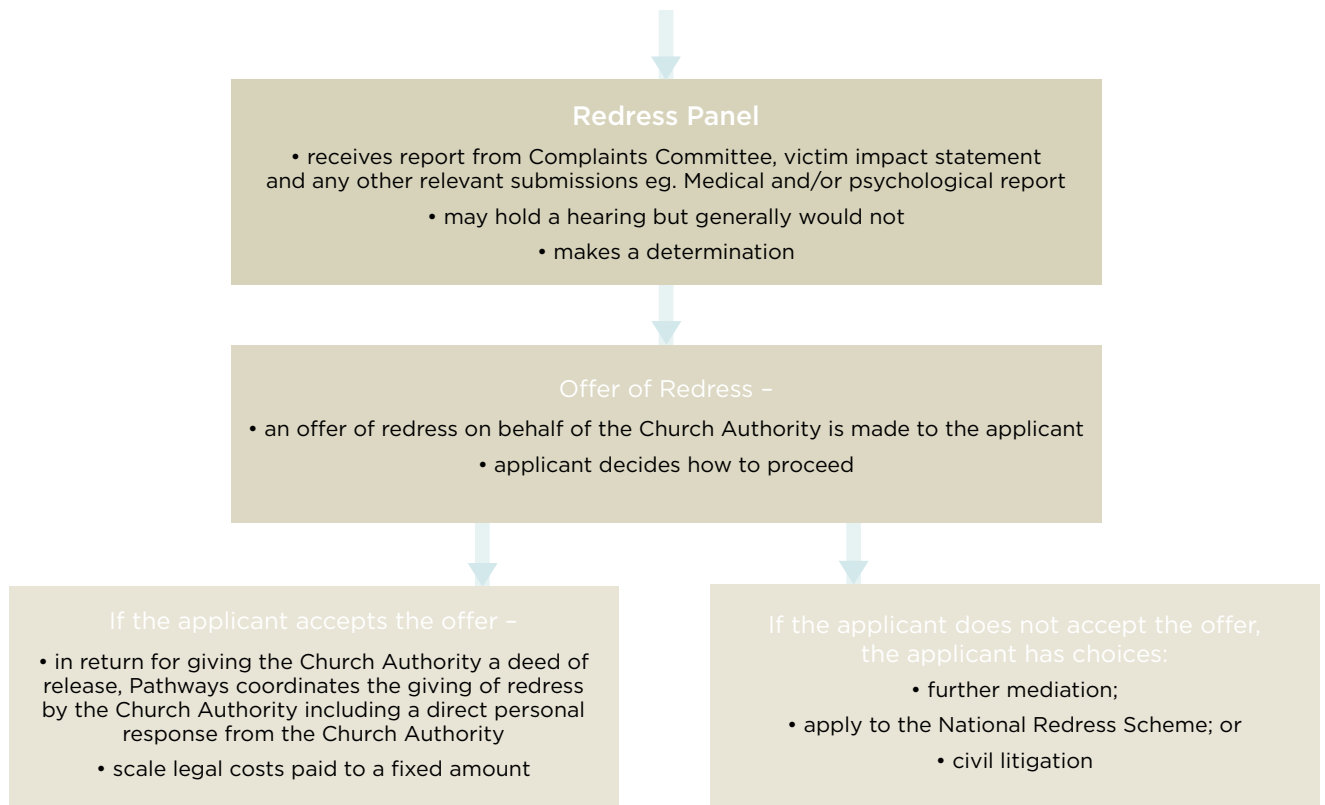 Redress Panel
• receives report from Complaints Committee, victim impact statement
and any other relevant submissions eg. Medical and/or psychological report
• may hold a hearing but generally would not
• makes a determination
Offer of Redress –
• an offer of redress on behalf of the Church Authority is made to the applicant
• applicant decides how to proceed
If the applicant accepts the offer –
• in return for giving the Church Authority a deed of
release, Pathways coordinates the giving of redress
by the Church Authority including a direct personal
response from the Church Authority
• scale legal costs paid to a fixed amount
If the applicant does not accept the offer,
the applicant has choices:
• further mediation;
• apply to the National Redress Scheme; or
• civil litigation